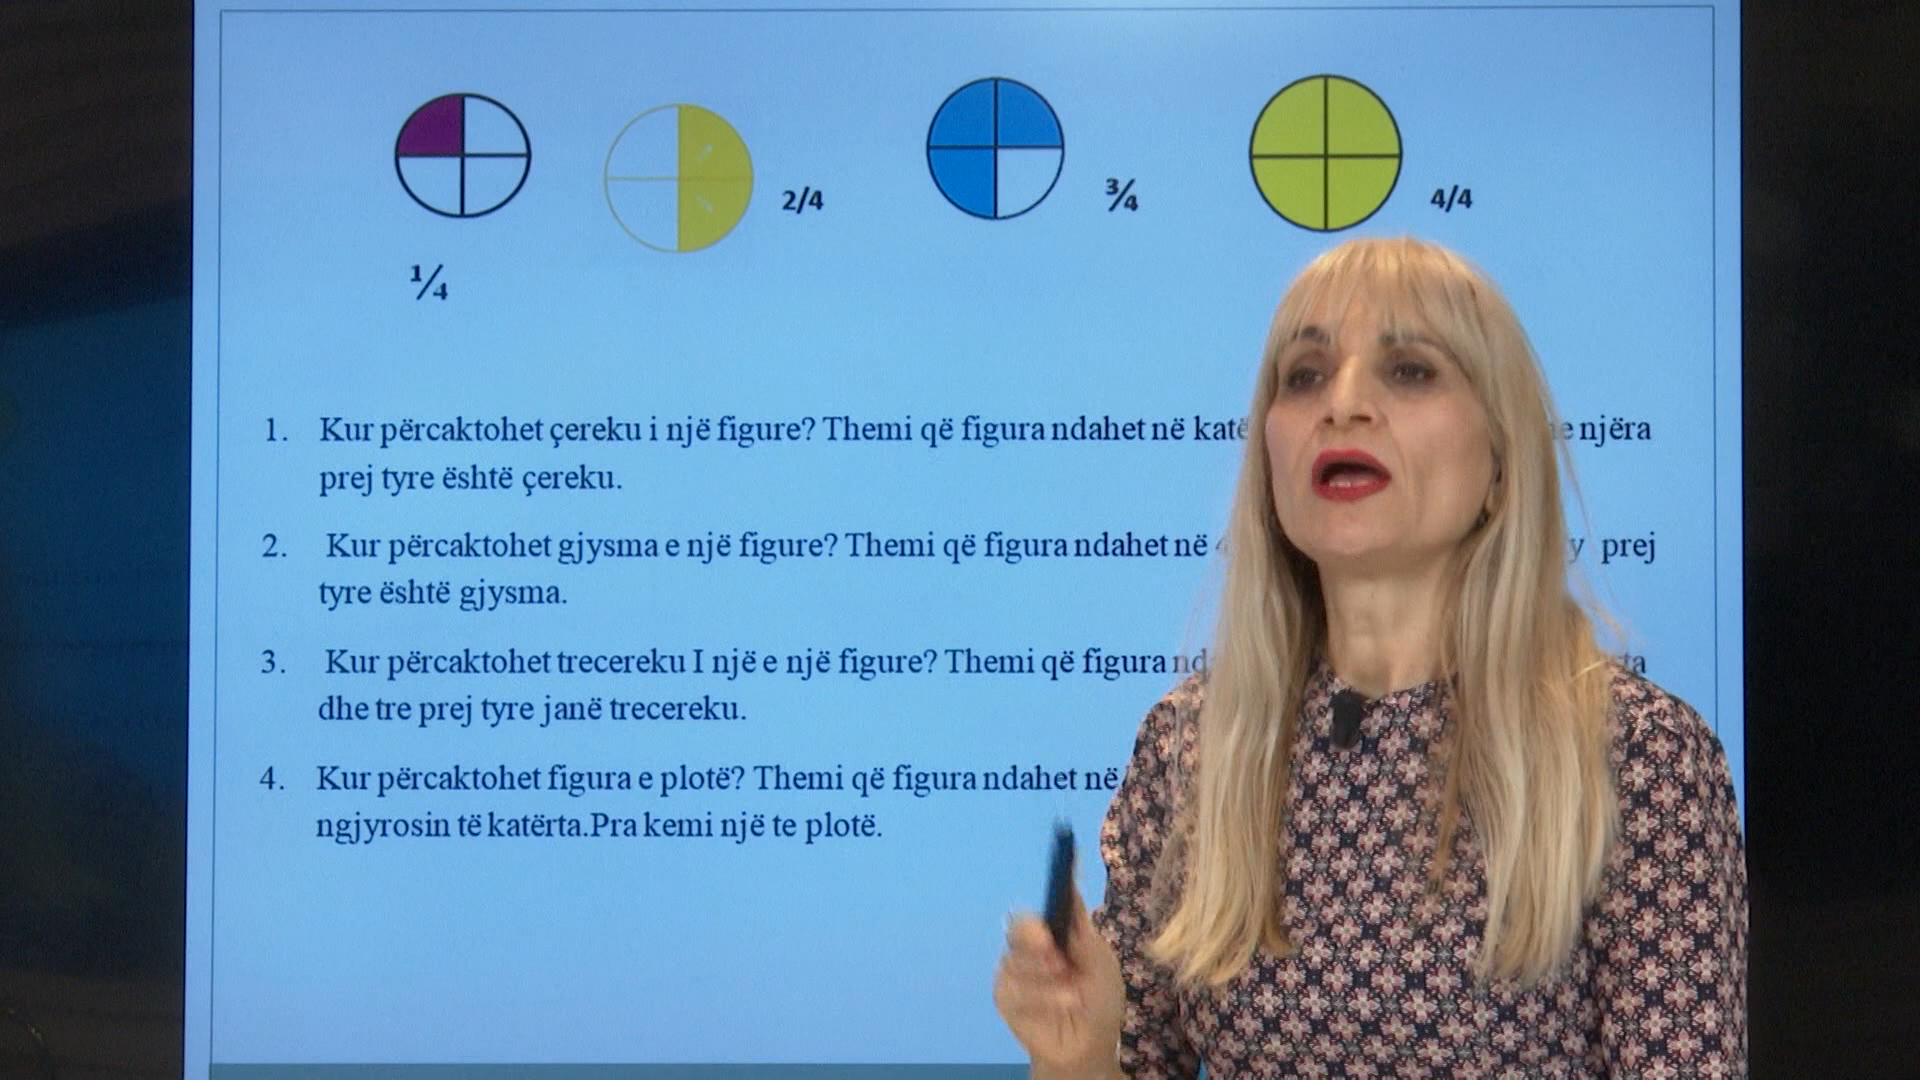 2/4 ¾ 4/4
¼
1. Kur përcaktohet çereku i një figure? Themi që figura ndahet në njëra
prej tyre është çereku.
2. Kur përcaktohet gjysma e një figure? Themi që figura ndahet në prej
tyre është gjysma.
3. Kur përcaktohet trecereku I një e një figure? Themi që figura
dhe tre prej tyre janë trecereku.
4. Kur përcaktohet figura e plotë? Themi që figura ndahet në
ngjyrosin të katërta.Pra kemi një te plotë.